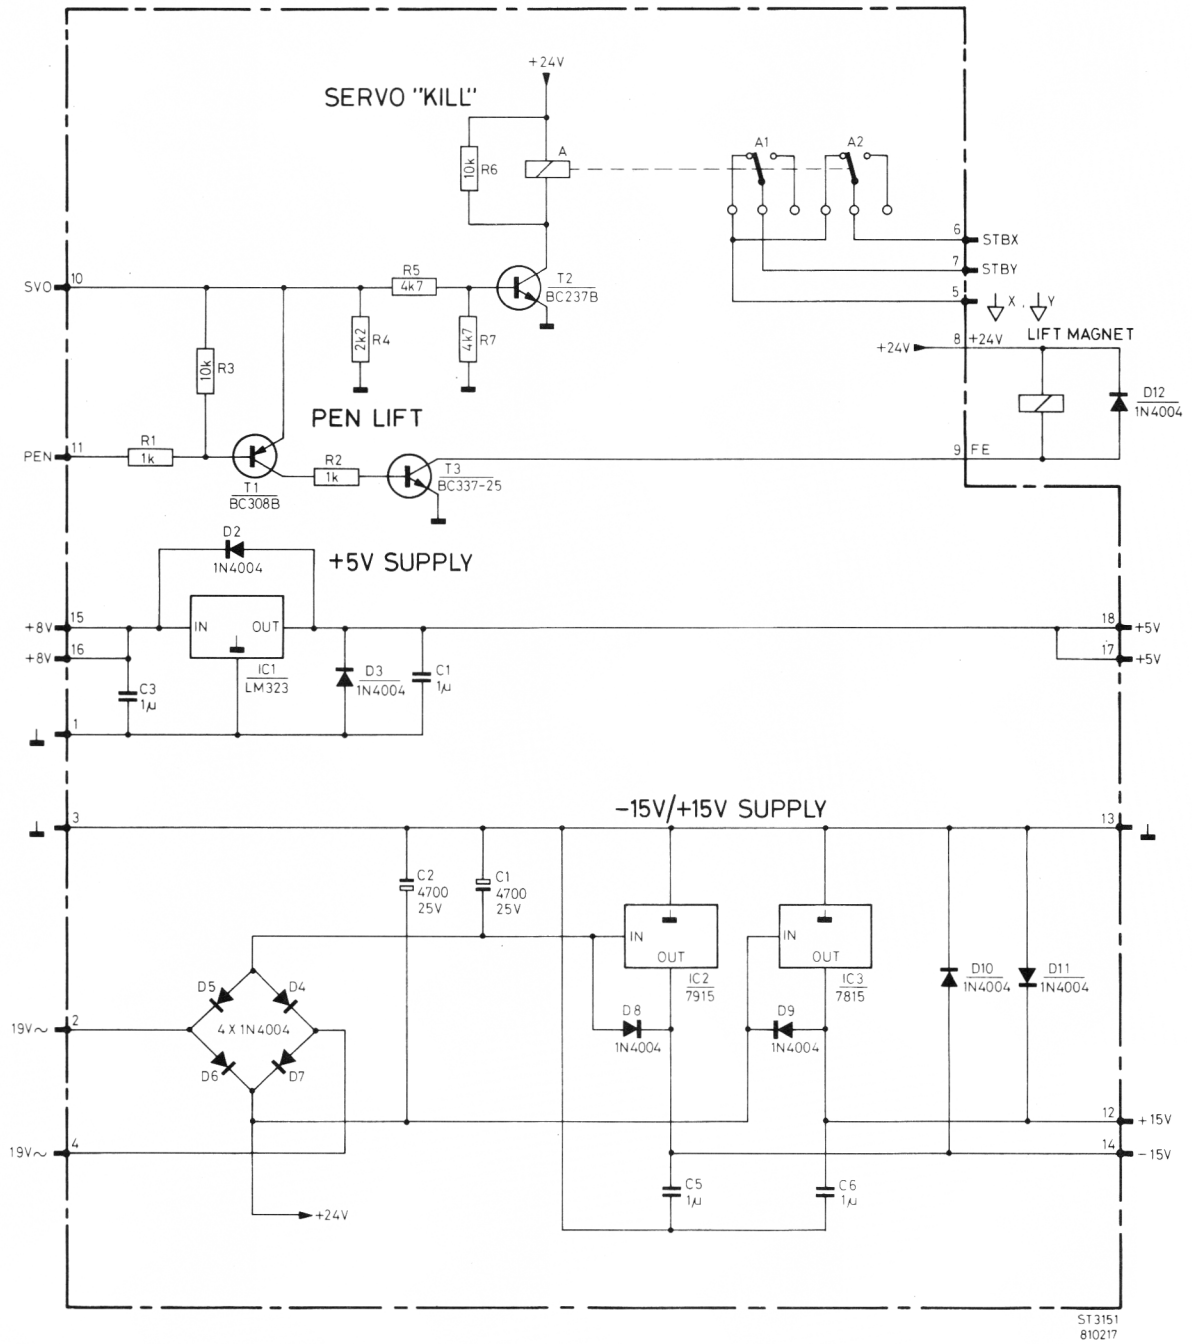 +24V
SERVO "KILL"
10k
R6
A
A1
A2
6
STBX
7
STBY
5
X .
Y
SVO
10
R5
4k7
T2
BC237B
R3
10k
2k2
R4
4k7
R7
+24V
8
+24V
LIFT MAGNET
D12
1N4004
PEN LIFT
PEN
11
R1
1k
R2
1k
T3
BC337-25
9
FE
T1
BC308B
D2
1N4004
+5V SUPPLY
+8V
15
IN
OUT
18
+5V
+8V
16
17
+5V
IC1
LM323
D3
1N4004
C1
1µ
C3
1µ
1
-15V/+15V SUPPLY
3
13
C2
4700
25V
C1
4700
25V
IN
OUT
IN
OUT
IC2
7915
IC3
7815
D10
1N4004
D11
1N4004
D5
D4
19V~
2
4 X 1N4004
D8
1N4004
D9
1N4004
D6
D7
12
+15V
19V~
4
14
-15V
C5
1µ
C6
1µ
+24V
ST3151
810217